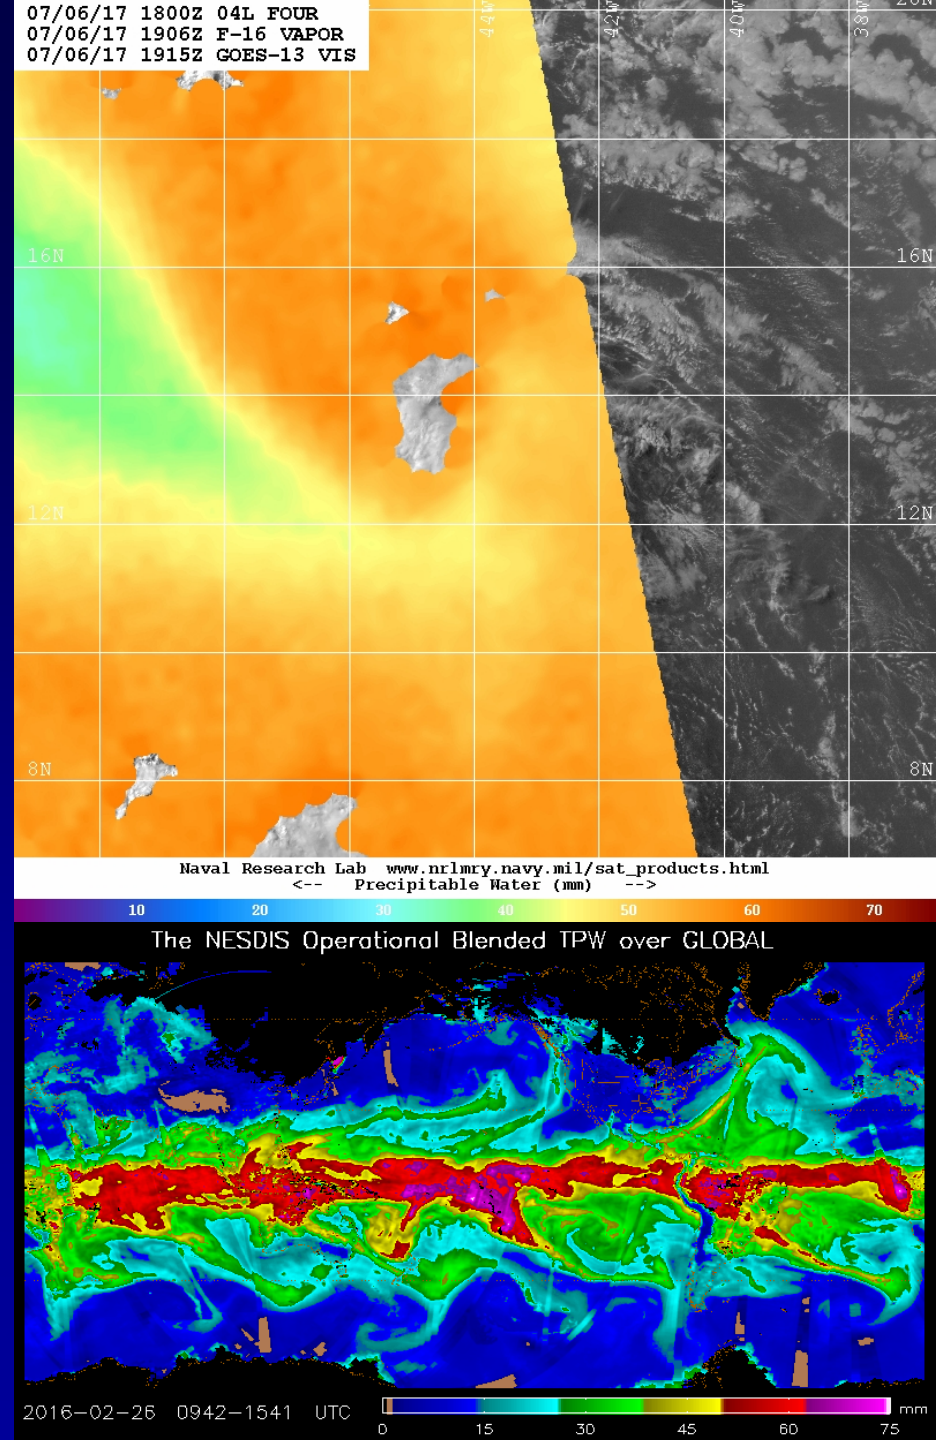 07/06/17 1800Z 04L FOUR
07/06/17 1906Z F-16 VAPOR
07/06/17 1915Z GOES-13 VIS
44W 42W 40W 38W
20N
16N 16N
12N 12N
8N 8N
Naval Research Lab www.nrlmry.navy.mil/sat_products.html
<-- Precipitable Water (mm) -->
10 20 30 40 50 60 70
The NESDIS Operational Blended TPW over GLOBAL
2016-02-26 0942-1541 UTC
mm
0 15 30 45 60 75